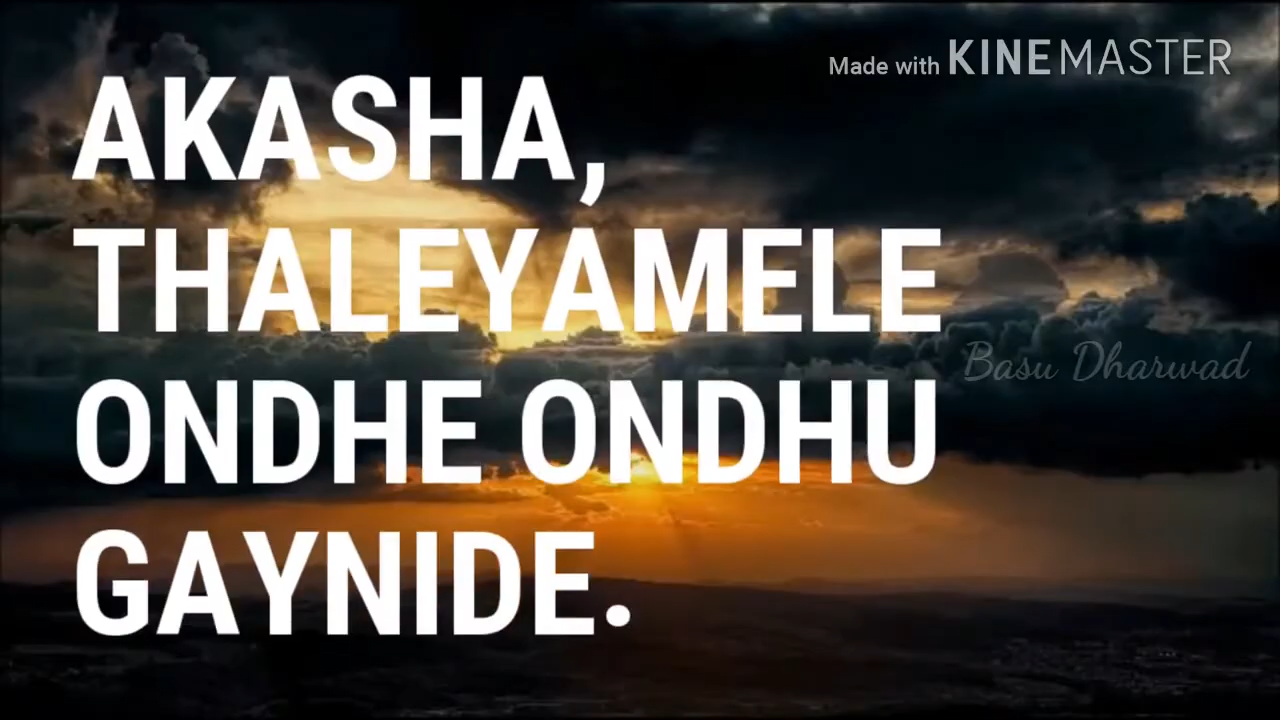 Made with KINEMASTER
AKASHA,
THALEYAMELE
Basu Dharwad
ONDHE ONDHU
GAYNIDE.